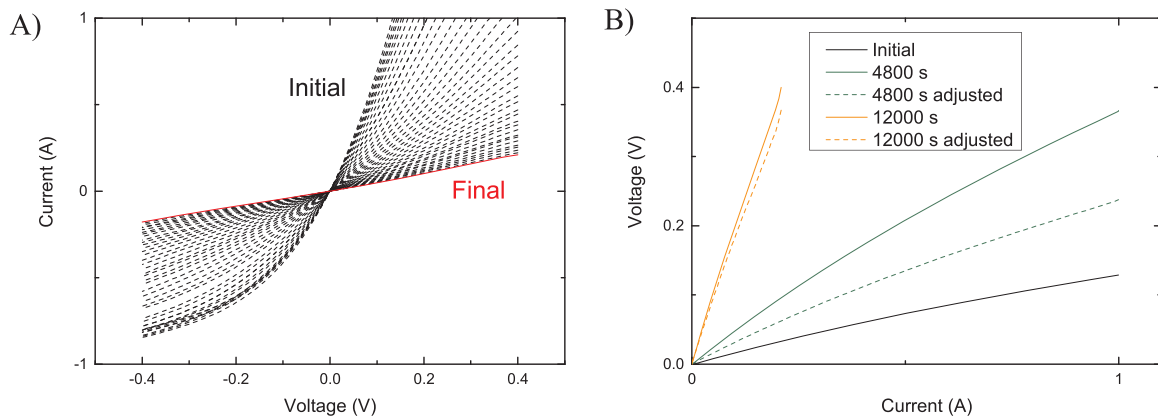 A)
1
0
-1
Current (A)
Initial
Final
-0.4 -0.2 0.0 0.2 0.4
Voltage (V)
B)
0.4
0.2
0.0
Voltage (V)
Initial
4800 s
4800 s adjusted
12000 s
12000 s adjusted
0 1
Current (A)